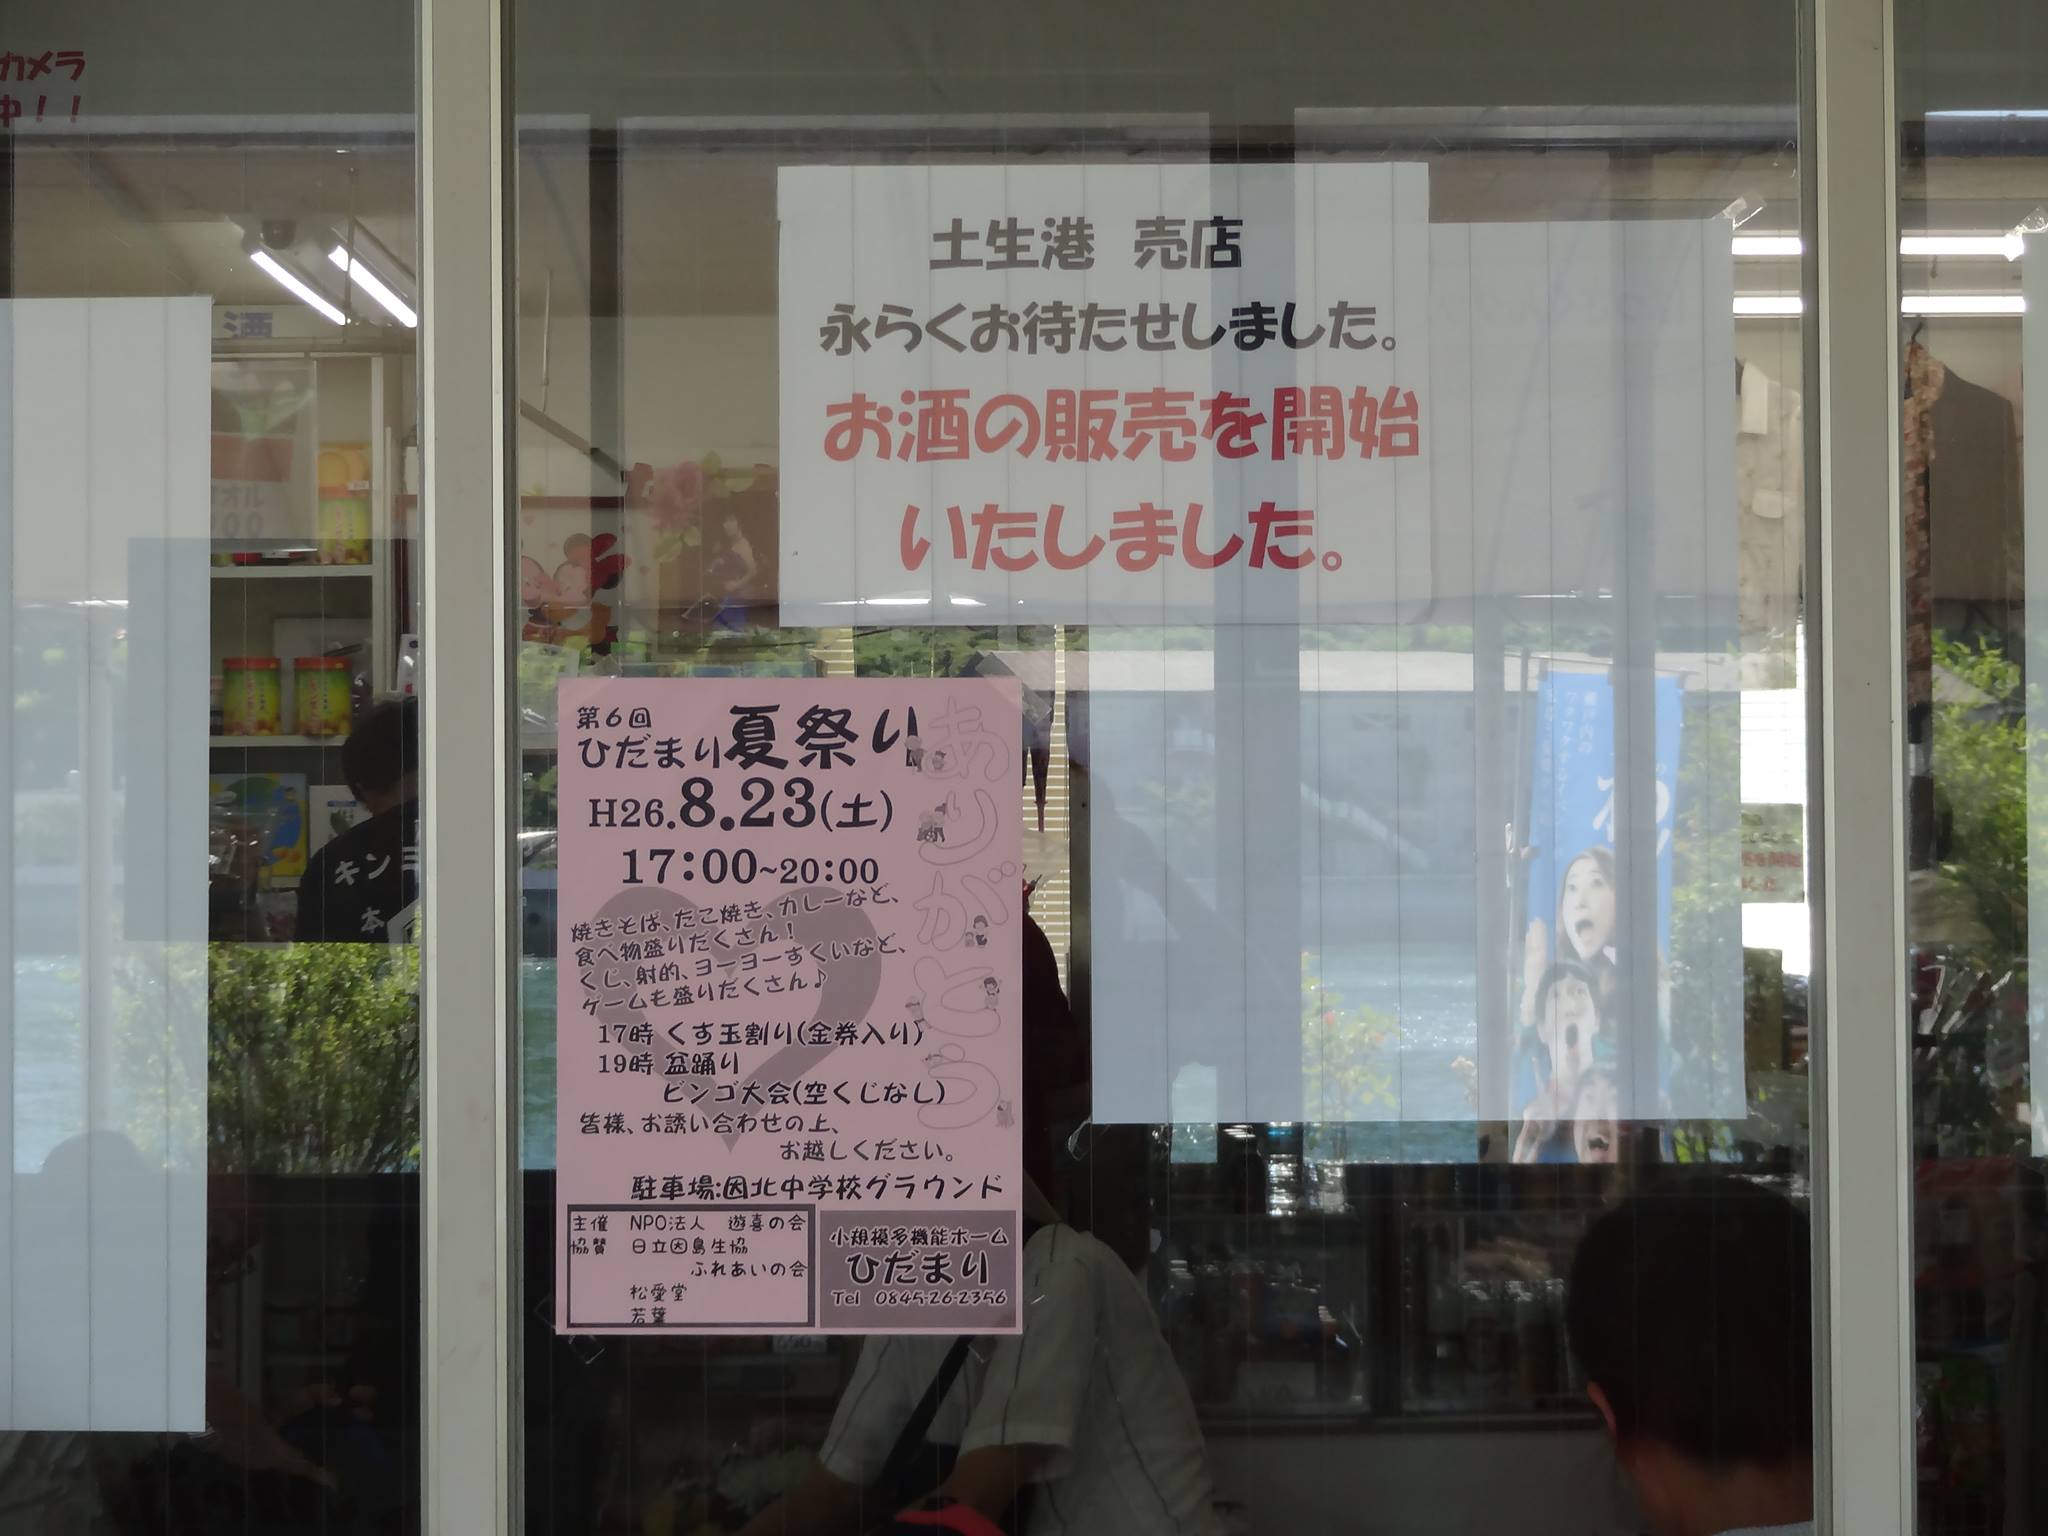 カメラ
中！！
酒
土生港 売店
永らくお待たせしました。
お酒の販売を開始
いたしました。
第6回
ひだまり夏祭り
H26.8.23(土)
17:00~20:00
焼きそば、たこ焼き、カレーなど、
食べ物盛りだくさん！
くじ、射的、ヨーヨーすくいなど、
ゲームも盛りだくさん♪
17時 くす玉割り(金券入り)
19時 盆踊り
ビンゴ大会(空くじなし)
皆様、お誘い合わせの上、
お越しください。
駐車場:因北中学校グラウンド
ありがとう
主催 NPO法人 遊喜の会
協賛 日立因島生協
ふれあいの会
松愛堂
若葉
小規模多機能ホーム
ひだまり
Tel 0845-26-2356
キン
本